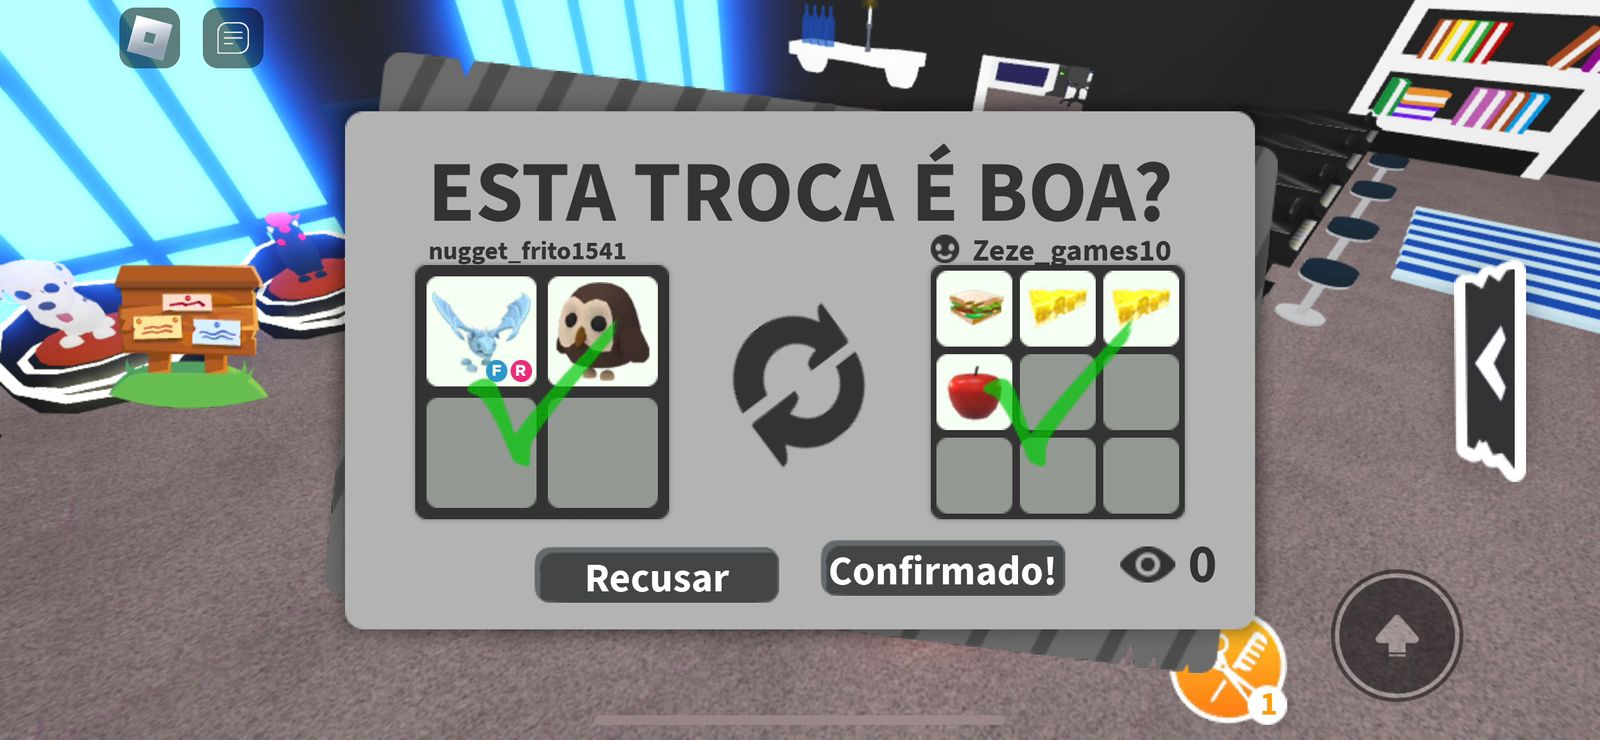 ESTA TROCA É BOA?
nugget_frito1541
Zeze_games10
F R
Recusar
Confirmado!
0
1